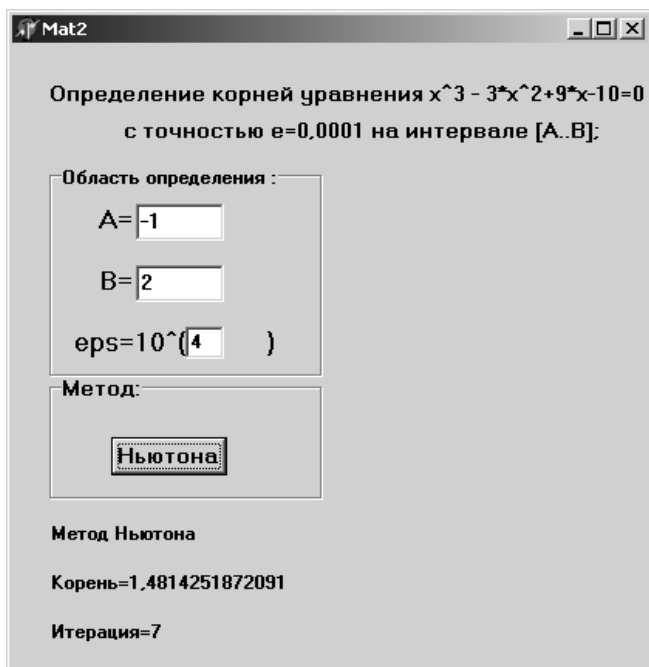 Mat2
Определение корней уравнения x^3 - 3*x^2+9*x-10=0
с точностью e=0,0001 на интервале [A..B];
Область определения :
A= -1
B= 2
eps=10^( 4 )
Метод:
Ньютона
Метод Ньютона
Корень=1,4814251872091
Итерация=7